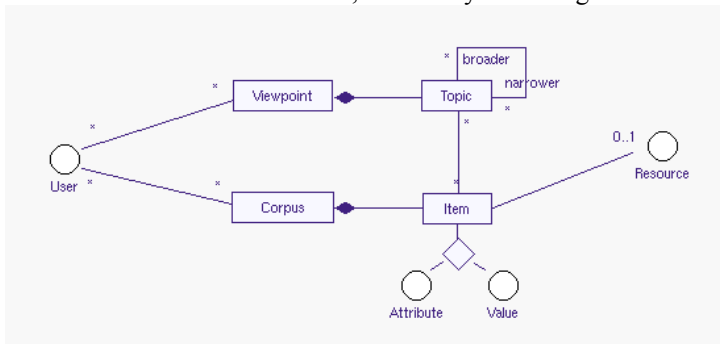 * broader
Viewpoint
Topic
narrower
*
*
*
*
0..1
User
*
*
*
Resource
Corpus
Item
Attribute
Value